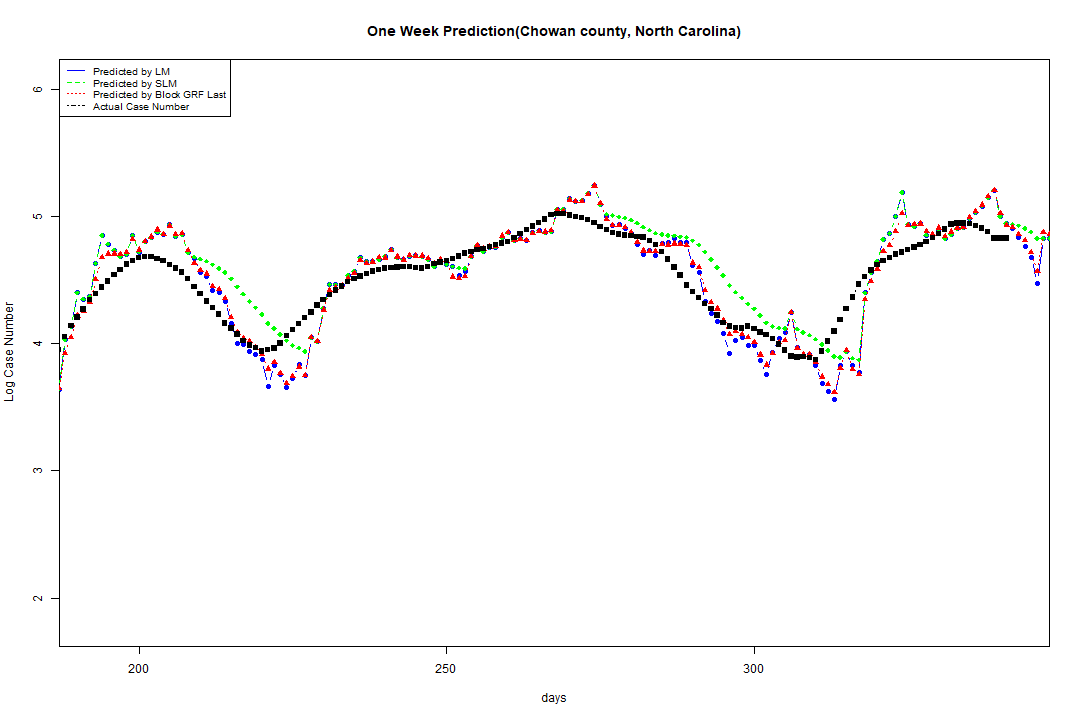 One Week Prediction(Chowan county, North Carolina)
Predicted by LM
Predicted by SLM
Predicted by Block GRF Last
Actual Case Number
6
5
4
3
2
Log Case Number
200
250
300
days